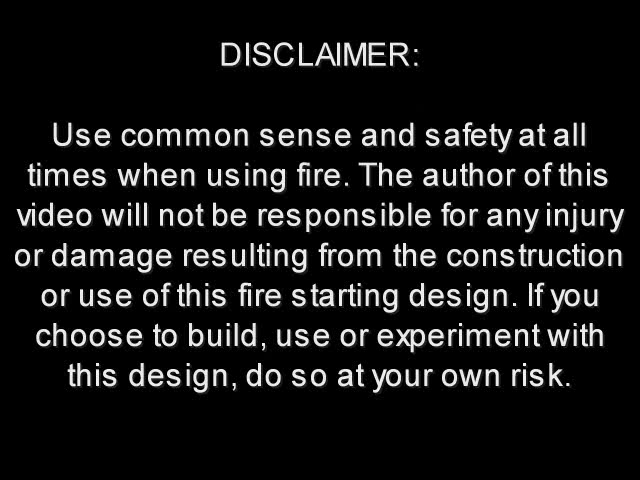 DISCLAIMER:
Use common sense and safety at all
times when using fire. The author of this
video will not be responsible for any injury
or damage resulting from the construction
or use of this fire starting design. If you
choose to build, use or experiment with
this design, do so at your own risk.